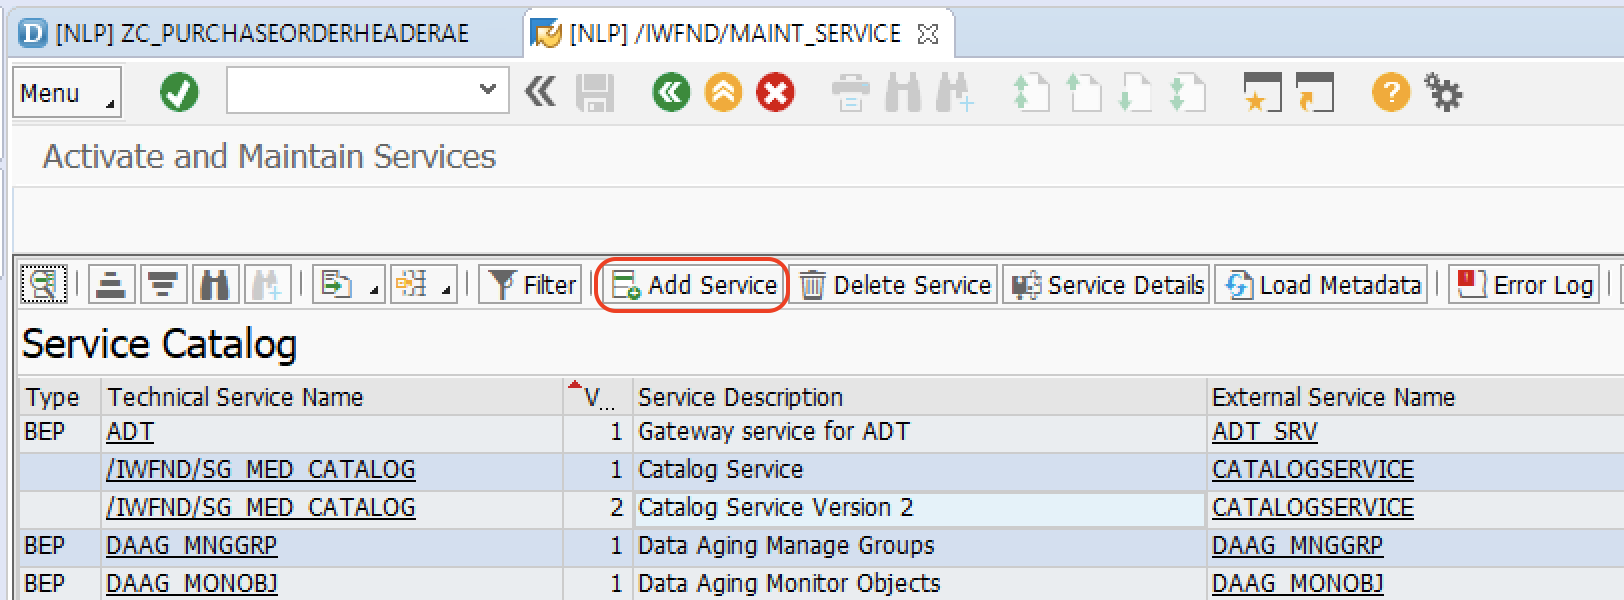 [NLP] ZC_PURCHASEORDERHEADERAE [NLP] /IWFND/MAINT_SERVICE
Menu
Activate and Maintain Services
Filter Add Service Delete Service Service Details Load Metadata Error Log
Service Catalog
Type Technical Service Name V... Service Description External Service Name
BEP ADT 1 Gateway service for ADT ADT_SRV
/IWFND/SG_MED_CATALOG 1 Catalog Service CATALOGSERVICE
/IWFND/SG_MED_CATALOG 2 Catalog Service Version 2 CATALOGSERVICE
BEP DAAG_MNGGRP 1 Data Aging Manage Groups DAAG_MNGGRP
BEP DAAG_MONOBJ 1 Data Aging Monitor Objects DAAG_MONOBJ